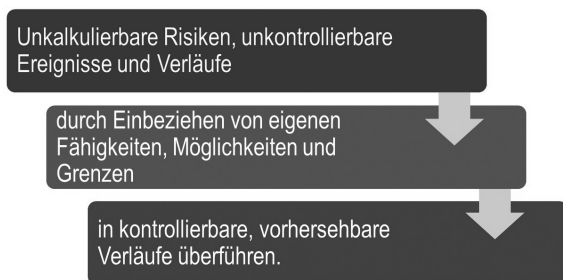 Unkalkulierbare Risiken, unkontrollierbare
Ereignisse und Verläufe
durch Einbeziehen von eigenen
Fähigkeiten, Möglichkeiten und
Grenzen
in kontrollierbare, vorhersehbare
Verläufe überführen.